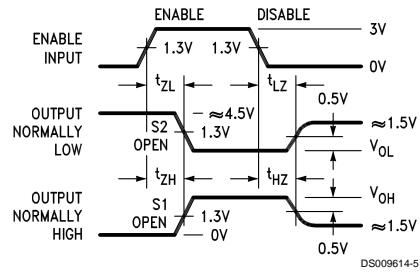 ENABLE DISABLE
3V
ENABLE
INPUT
1.3V 1.3V
0V
tZL tLZ
0.5V
OUTPUT
NORMALLY
LOW
≈4.5V
S2
OPEN
1.3V
≈1.5V
VOL
tZH tHZ
OUTPUT
NORMALLY
HIGH
S1
OPEN
1.3V
0V
VOH
≈1.5V
0.5V
DS009614-5